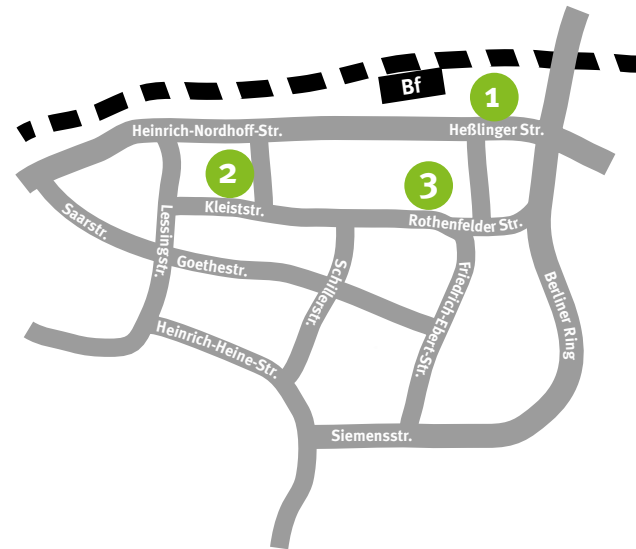 Bf
1
Heinrich-Nordhoff-Str.
Heßlinger Str.
2
3
Kleiststr.
Rothenfelder Str.
Saarstr.
Lessingstr.
Goethestr.
Schillerstr.
Friedrich-Ebert-Str.
Berliner Ring
Heinrich-Heine-Str.
Siemensstr.